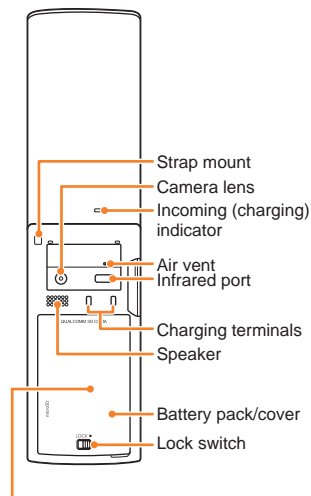 Strap mount
Camera lens
Incoming (charging)
indicator
Air vent
Infrared port
Charging terminals
QUALCOMM 3G CDMA
Speaker
microSD
Battery pack/cover
LOCK
Lock switch